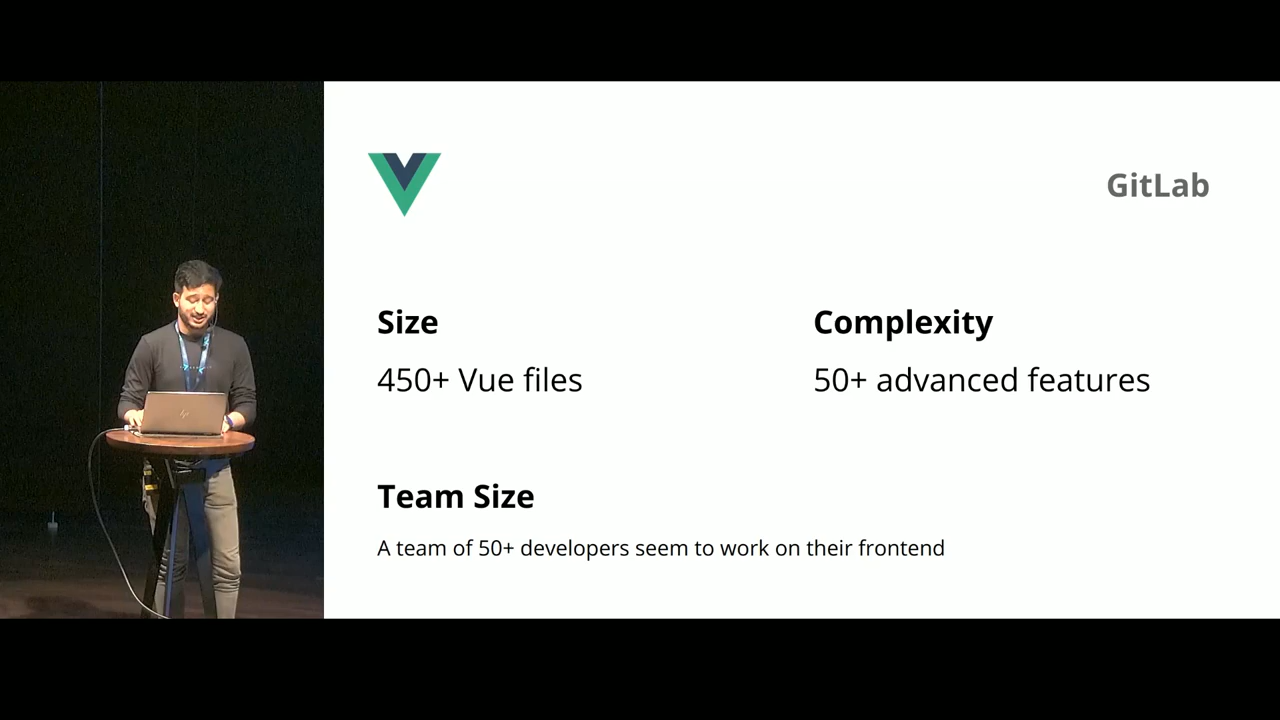 GitLab
Size
450+ Vue files
Complexity
50+ advanced features
Team Size
A team of 50+ developers seem to work on their frontend